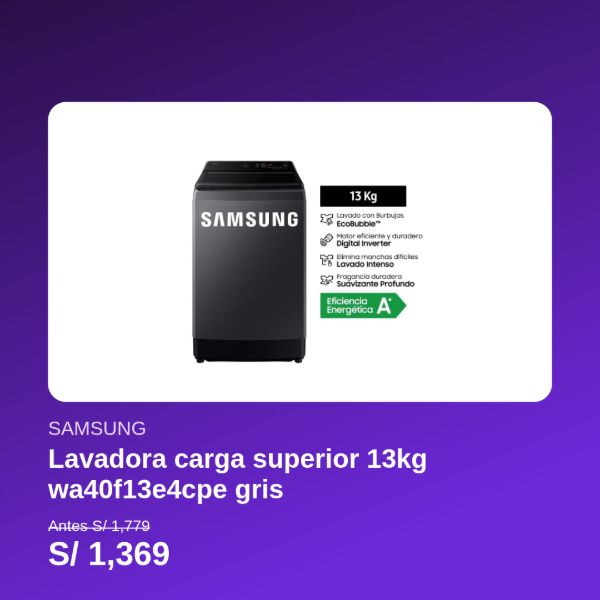 SAMSUNG
13 Kg
Lavado con Burbujas
EcoBubble™
Motor eficiente y duradero
Digital Inverter
Elimina manchas difíciles
Lavado Intenso
Fragancia duradera
Suavizante Profundo
Eficiencia
Energética A*
SAMSUNG
Lavadora carga superior 13kg
wa40f13e4cpe gris
Antes S/ 1,779
S/ 1,369